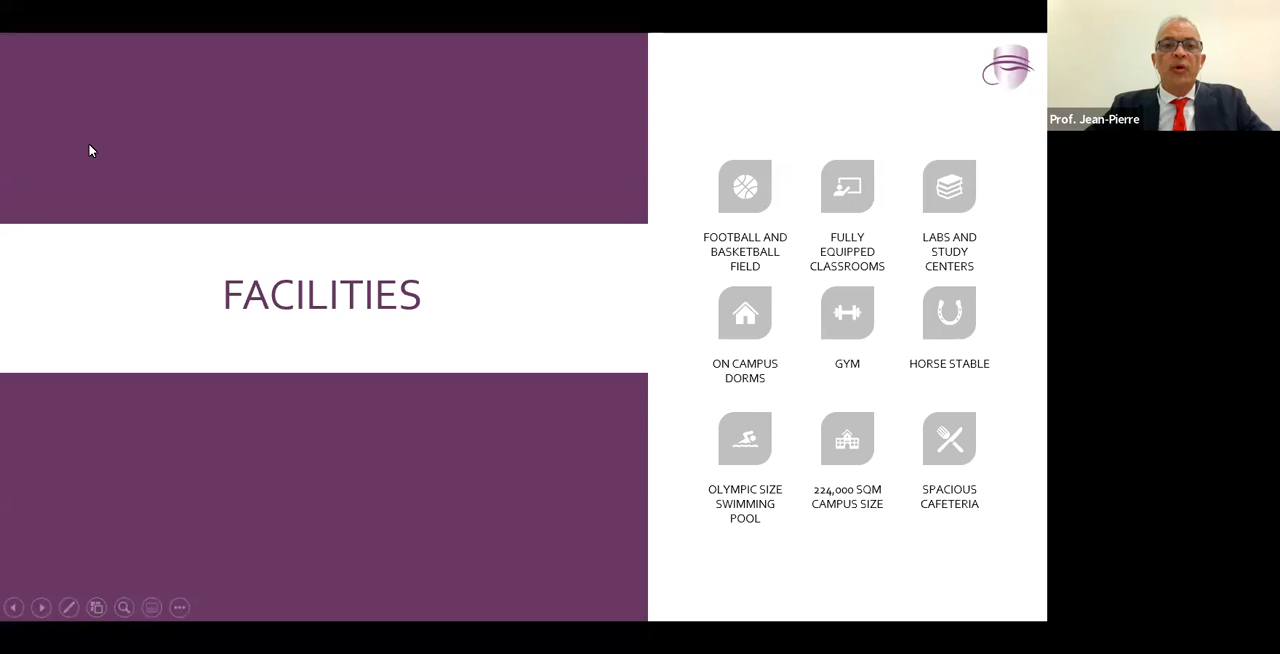 Prof. Jean-Pierre
FACILITIES
FOOTBALL AND
BASKETBALL
FIELD
FULLY
EQUIPPED
CLASSROOMS
LABS AND
STUDY
CENTERS
ON CAMPUS
DORMS
GYM
HORSE STABLE
OLYMPIC SIZE
SWIMMING
POOL
224,000 SQM
CAMPUS SIZE
SPACIOUS
CAFETERIA